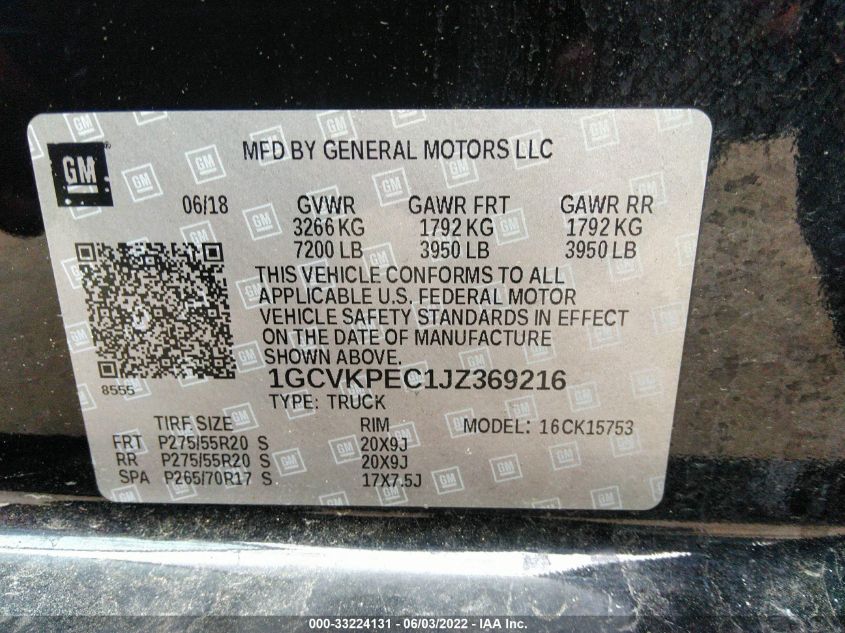 GM
MFD BY GENERAL MOTORS LLC
06/18 GVWR GAWR FRT GAWR RR
3266 KG 1792 KG 1792 KG
7200 LB 3950 LB 3950 LB
THIS VEHICLE CONFORMS TO ALL
APPLICABLE U.S. FEDERAL MOTOR
VEHICLE SAFETY STANDARDS IN EFFECT
ON THE DATE OF MANUFACTURE
SHOWN ABOVE.
8555
1GCVKPEC1JZ369216
TYPE: TRUCK
TIRE SIZE RIM MODEL: 16CK15753
FRT P275/55R20 S 20X9J
RR P275/55R20 S 20X9J
SPA P265/70R17 S 17X7.5J
000-33224131 - 06/03/2022 - IAA, Inc.